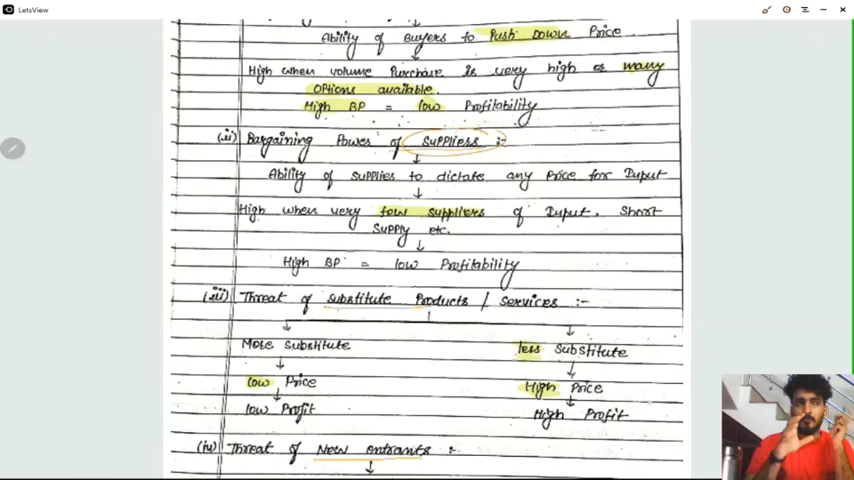 LetsView
Ability of Buyers to Push Down Price
High when volume Purchase is very high or many
options available.
High BP = low Profitability
(ii) Bargaining Power of Suppliers :-
Ability of supplies to dictate any Price for Input
High when very few suppliers of Input, Short
Supply etc.
High BP = low Profitability
(iii) Threat of Substitute Products / Services :-
More Substitute
less Substitute
low Price
High Price
low Profit
High Profit
(iv) Threat of New entrants :-